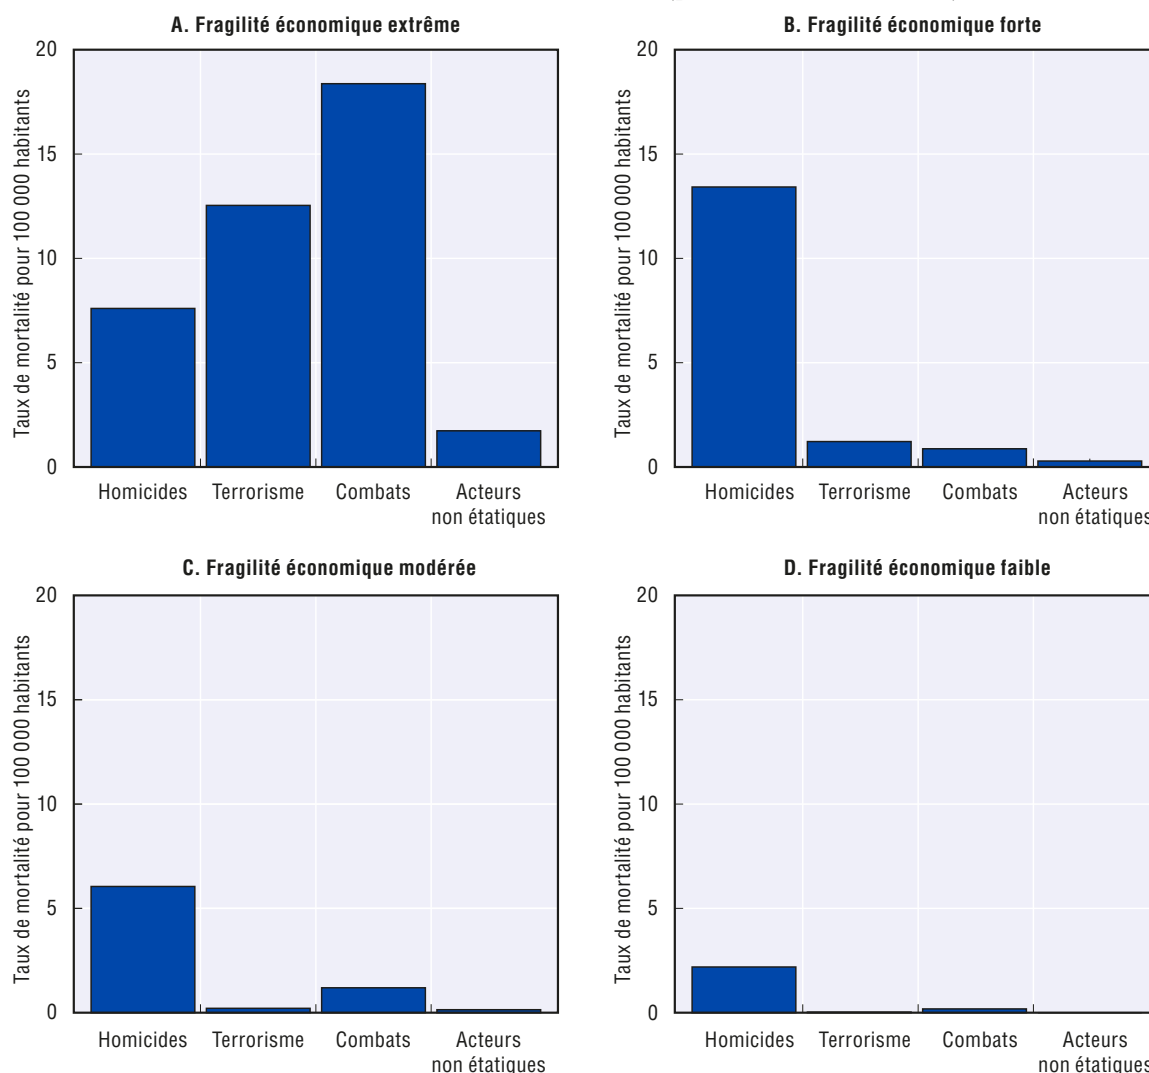 A. Fragilité économique extrême
Taux de mortalité pour 100 000 habitants
20
15
10
5
0
Homicides Terrorisme Combats Acteurs
non étatiques
B. Fragilité économique forte
Taux de mortalité pour 100 000 habitants
20
15
10
5
0
Homicides Terrorisme Combats Acteurs
non étatiques
C. Fragilité économique modérée
Taux de mortalité pour 100 000 habitants
20
15
10
5
0
Homicides Terrorisme Combats Acteurs
non étatiques
D. Fragilité économique faible
Taux de mortalité pour 100 000 habitants
20
15
10
5
0
Homicides Terrorisme Combats Acteurs
non étatiques